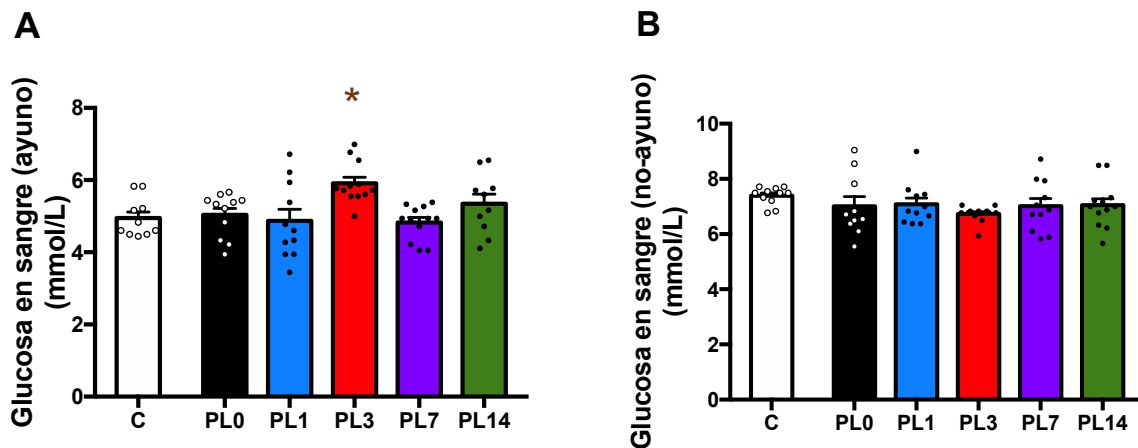 A
Glucosa en sangre (ayuno)
(mmol/L)
8
6
4
2
0
*
C PL0 PL1 PL3 PL7 PL14
B
Glucosa en sangre (no-ayuno)
(mmol/L)
10
8
6
4
2
0
C PL0 PL1 PL3 PL7 PL14